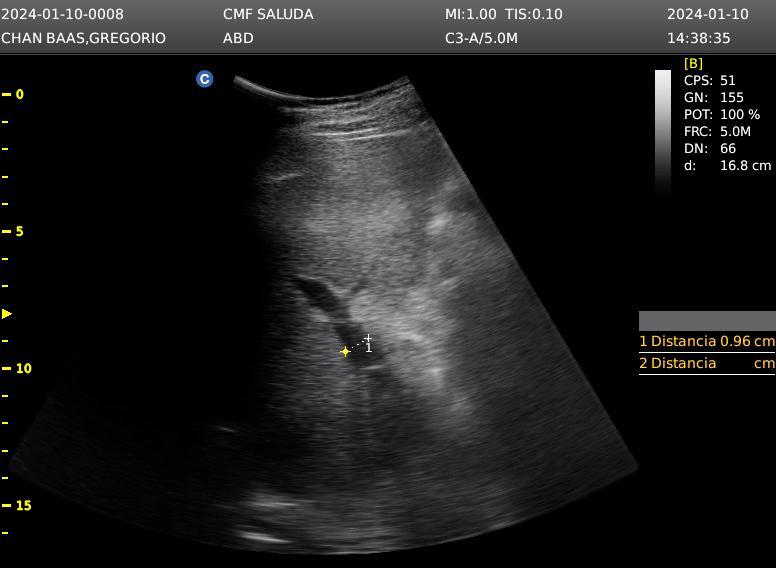 2024-01-10-0008 CMF SALUDA MI:1.00 TIS:0.10 2024-01-10
CHAN BAAS,GREGORIO ABD C3-A/5.0M 14:38:35
C
[B]
CPS: 51
GN: 155
POT: 100 %
FRC: 5.0M
DN: 66
d: 16.8 cm
0
5
10
15
1
1 Distancia 0.96 cm
2 Distancia cm